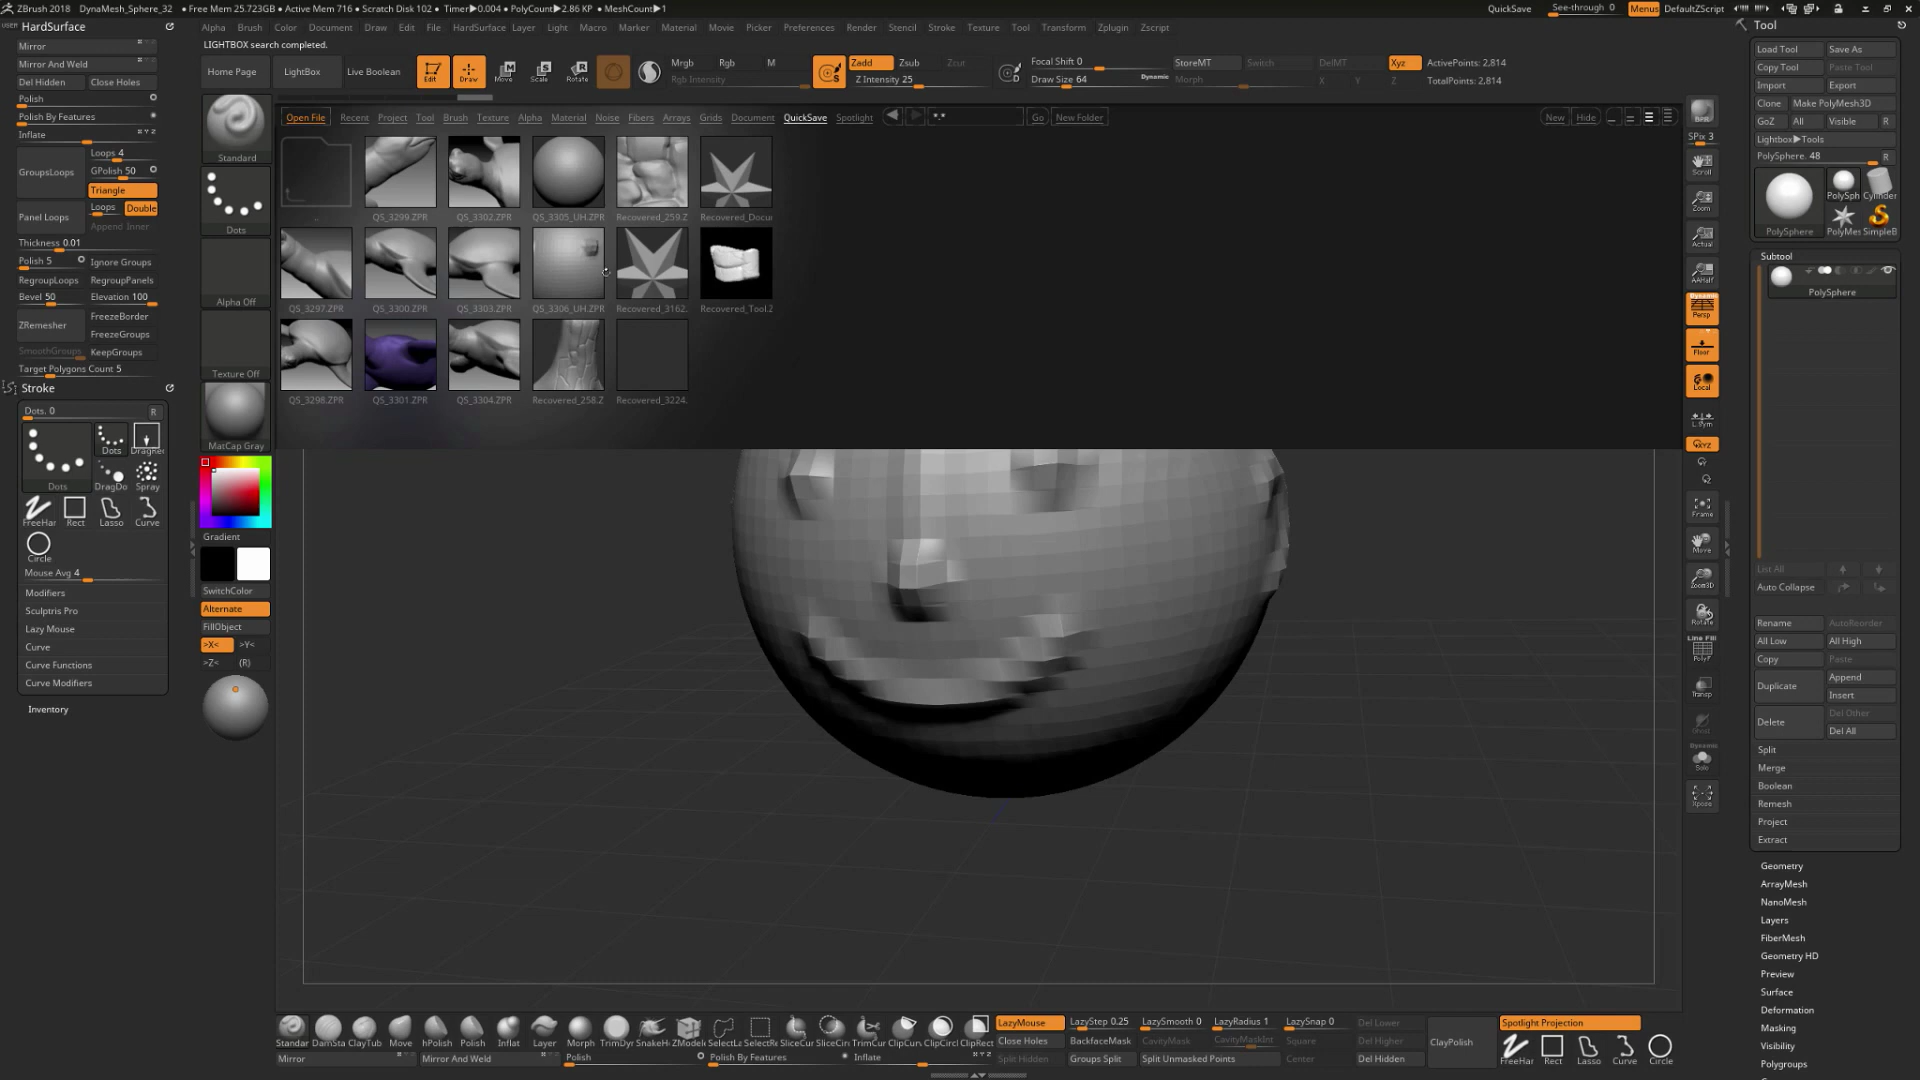 ZBrush 2018 DynaMesh_Sphere_32 • Free Mem 25.723GB • Active Mem 716 • Scratch Disk 102 • Timer▶0.004 • PolyCount▶2.86 KP • MeshCount▶1 QuickSave See-through 0 Menus DefaultZScript
HardSurface Alpha Brush Color Document Draw Edit File HardSurface Layer Light Macro Marker Material Movie Picker Preferences Render Stencil Stroke Texture Tool Transform Zplugin Zscript Tool
LIGHTBOX search completed.
Mirror
Mirror And Weld
Del Hidden Close Holes
Polish
Polish By Features
Inflate
Loops 4
GroupsLoops GPolish 50
Triangle
Panel Loops Loops Double
Append Inner
Thickness 0.01
Polish 5 Ignore Groups
RegroupLoops RegroupPanels
Bevel 50 Elevation 100
ZRemesher FreezeBorder
FreezeGroups
SmoothGroups KeepGroups
Target Polygons Count 5
Stroke
Dots. 0 R
Dots Dots
DragDo Spray
FreeHar Rect Lasso Curve
Circle
Mouse Avg 4
Modifiers
Sculptris Pro
Lazy Mouse
Curve
Curve Functions
Curve Modifiers
Inventory
Home Page LightBox Live Boolean Edit Draw Move Scale Rotate
Mrgb Rgb M
Rgb Intensity
Zadd Zsub Zcut
Z Intensity 25
Focal Shift 0
Draw Size 64 Dynamic
StoreMT Switch DelMT
Morph X Y Z
Xyz ActivePoints: 2,814
TotalPoints: 2,814
Open File Recent Project Tool Brush Texture Alpha Material Noise Fibers Arrays Grids Document QuickSave Spotlight *.* Go New Folder New Hide
.. QS_3299.ZPR QS_3302.ZPR QS_3305_UH.ZPR Recovered_259.Z Recovered_Docu
QS_3297.ZPR QS_3300.ZPR QS_3303.ZPR QS_3306_UH.ZPR Recovered_3162. Recovered_Tool.2
QS_3298.ZPR QS_3301.ZPR QS_3304.ZPR Recovered_258.Z Recovered_3224.
Standard
Dots
Alpha Off
Texture Off
MatCap Gray
Gradient
SwitchColor
Alternate
FillObject
>X< >Y<
>Z< (R)
BPR
SPix 3
Scroll
Zoom
Actual
AAHalf
Dynamic
Persp
Floor
Local
L.Sym
Frame
Move
Zoom3D
Rotate
Line Fill
PolyF
Transp
Ghost
Dynamic
Solo
Xpose
Load Tool Save As
Copy Tool Paste Tool
Import Export
Clone Make PolyMesh3D
GoZ All Visible R
Lightbox▶Tools
PolySphere. 48 R
PolySph Cylinder
PolySphere PolyMes SimpleB
Subtool
PolySphere
List All
Auto Collapse
Rename AutoReorder
All Low All High
Copy Paste
Duplicate Append
Insert
Delete Del Other
Del All
Split
Merge
Boolean
Remesh
Project
Extract
Geometry
ArrayMesh
NanoMesh
Layers
FiberMesh
Geometry HD
Preview
Surface
Deformation
Masking
Visibility
Polygroups
Standar DamSta ClayTub Move hPolish Polish Inflat Layer Morph TrimDyn SnakeH ZModel SelectLa SelectRe SliceCur SliceCirc TrimCur ClipCurv ClipCircl ClipRect
Mirror Mirror And Weld Polish Polish By Features Inflate
LazyMouse LazyStep 0.25 LazySmooth 0 LazyRadius 1 LazySnap 0 Del Lower
Close Holes BackfaceMask CavityMask CavityMaskInt Square Del Higher
Split Hidden Groups Split Split Unmasked Points Center Del Hidden
ClayPolish
Spotlight Projection
FreeHar Rect Lasso Curve Circle